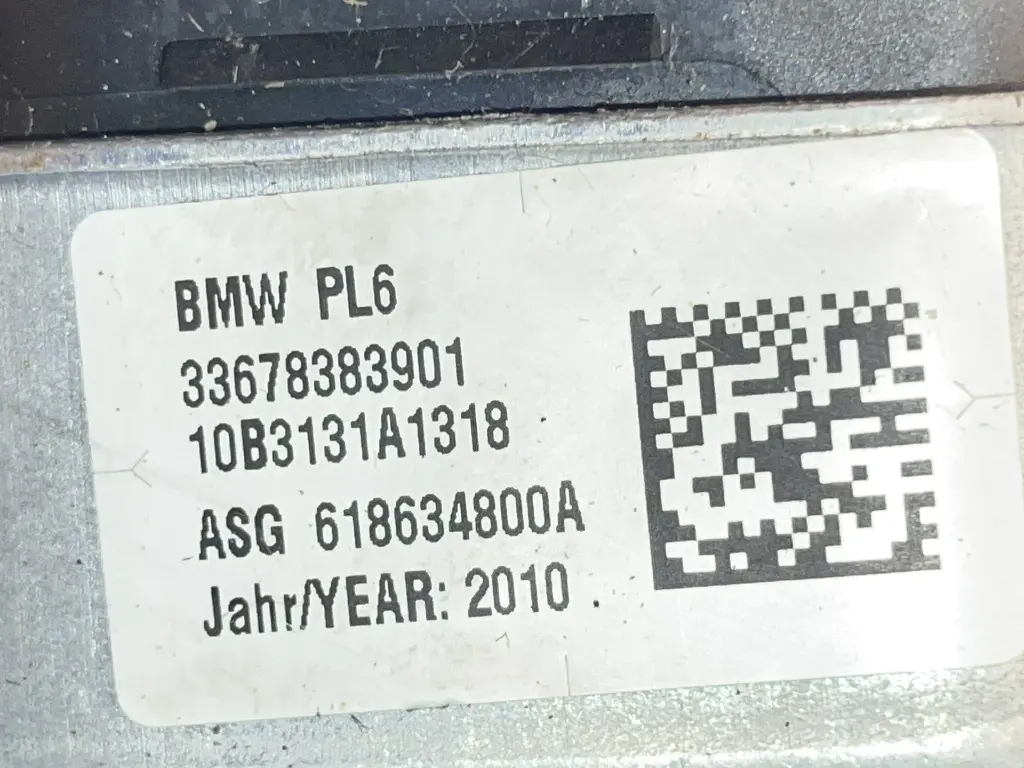 BMW PL6
33678383901
10B3131A1318
ASG 618634800A
Jahr/YEAR: 2010 .